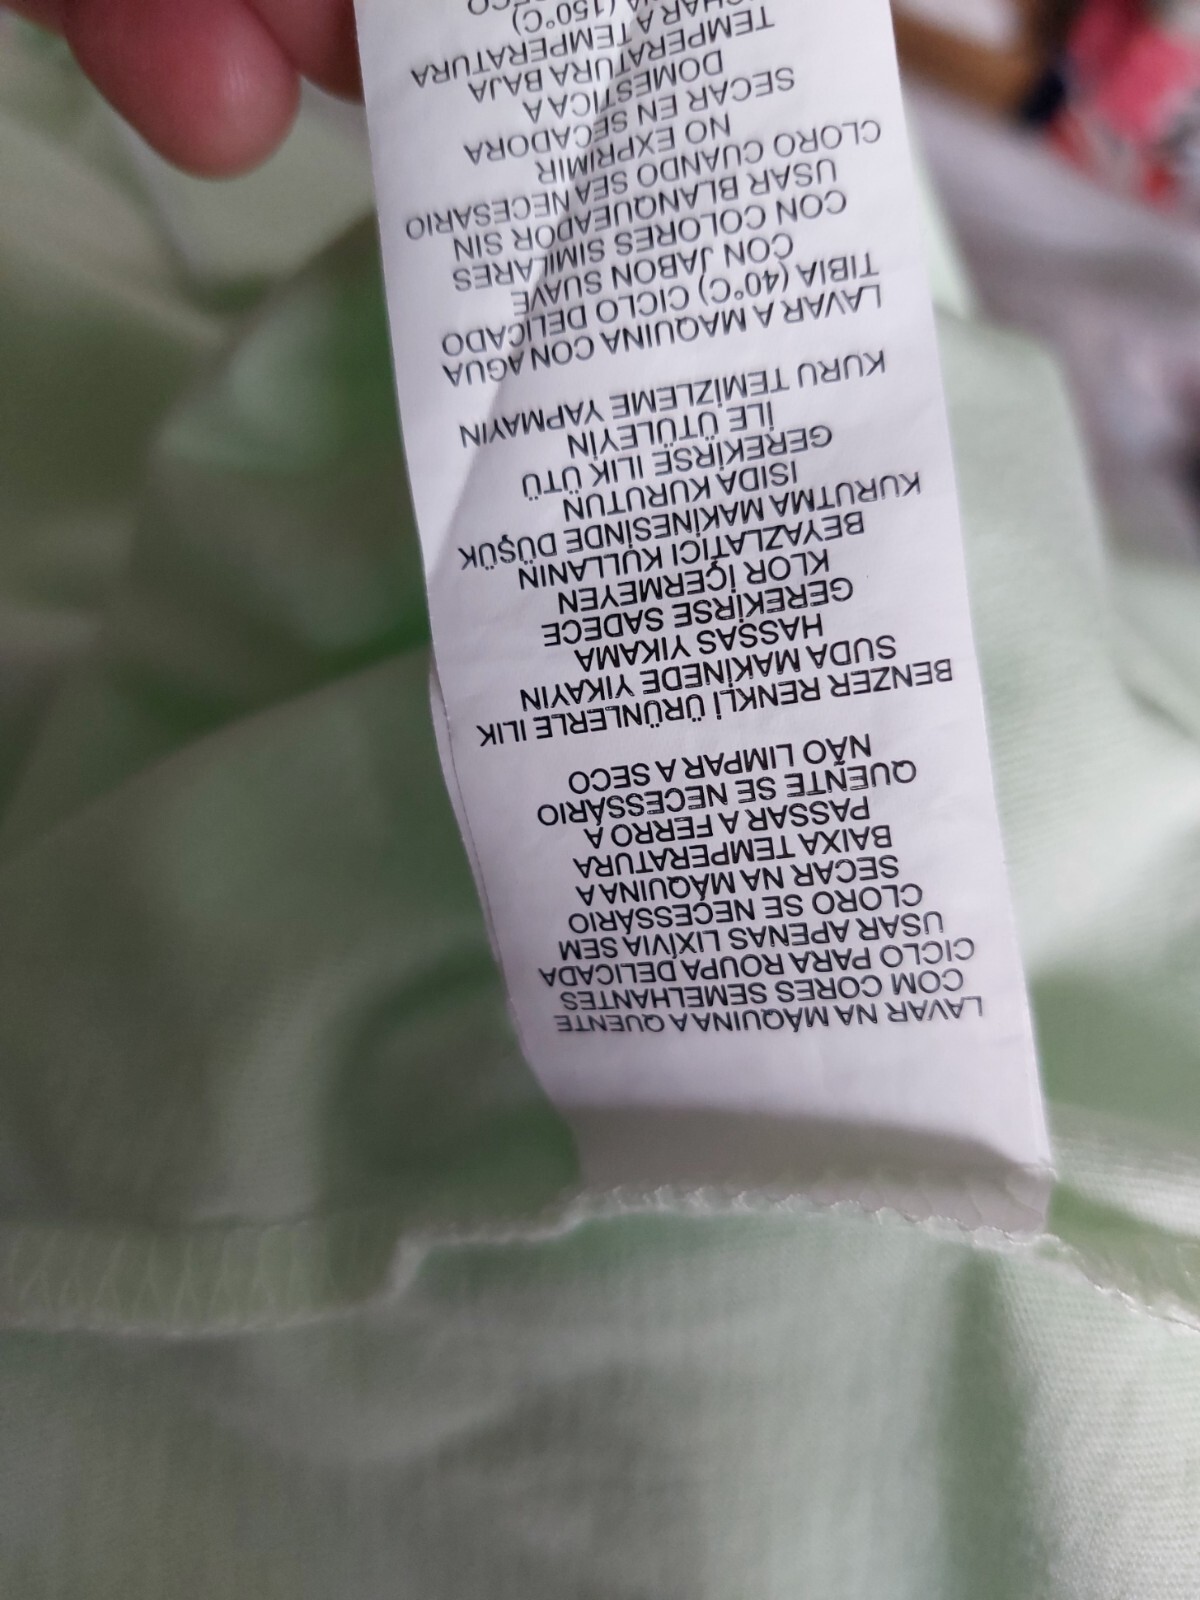 LAVAR NA MÁQUINA A QUENTE
COM CORES SEMELHANTES
CICLO PARA ROUPA DELICADA
USAR APENAS LIXÍVIA SEM
CLORO SE NECESSÁRIO
SECAR NA MÁQUINA A
BAIXA TEMPERATURA
PASSAR A FERRO A
QUENTE SE NECESSÁRIO
NÃO LIMPAR A SECO
BENZER RENKLİ ÜRÜNLERLE ILIK
SUDA MAKİNEDE YIKAYIN
HASSAS YIKAMA
GEREKİRSE SADECE
KLOR İÇERMEYEN
BEYAZLATICI KULLANIN
KURUTMA MAKİNESİNDE DÜŞÜK
ISIDA KURUTUN
GEREKİRSE ILIK ÜTÜ
İLE ÜTÜLEYİN
KURU TEMİZLEME YAPMAYIN
LAVAR A MAQUINA CON AGUA
TIBIA (40°C) CICLO DELICADO
CON JABON SUAVE
CON COLORES SIMILARES
USAR BLANQUEADOR SIN
CLORO CUANDO SEA NECESARIO
NO EXPRIMIR
SECAR EN SECADORA
DOMESTICA A
TEMPERATURA BAJA
A TEMPERATURA
(150°C)